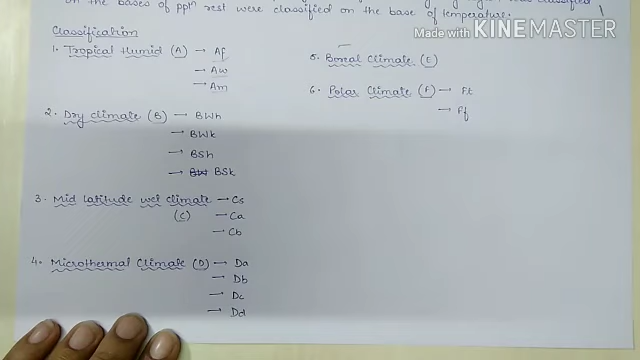 on the bases of pptn rest were classified on the base of temperature.
Made with KINEMASTER
Classification
1. Tropical Humid (A) → Af
→ Aw
→ Am
2. Dry climate (B) → BWh
→ BWk
→ BSh
→ BSk
3. Mid latitude wet climate → Cs
(C) → Ca
→ Cb
4. Microthermal Climate (D) → Da
→ Db
→ Dc
→ Dd
5. Boreal Climate (E)
6. Polar Climate (F) → Ft
→ Ff